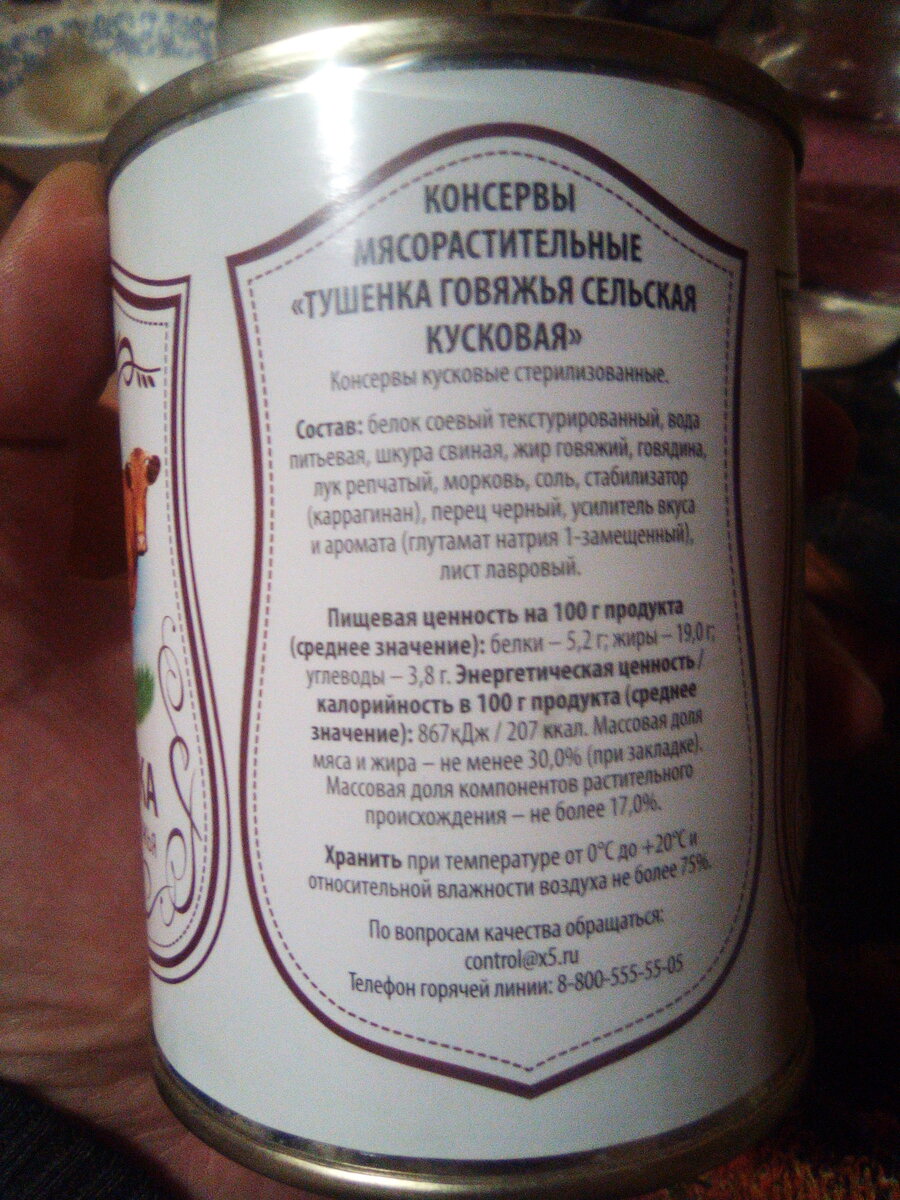 КОНСЕРВЫ
МЯСОРАСТИТЕЛЬНЫЕ
«ТУШЕНКА ГОВЯЖЬЯ СЕЛЬСКАЯ
КУСКОВАЯ»
Консервы кусковые стерилизованные.
Состав: белок соевый текстурированный, вода
питьевая, шкура свиная, жир говяжий, говядина,
лук репчатый, морковь, соль, стабилизатор
(каррагинан), перец черный, усилитель вкуса
и аромата (глутамат натрия 1-замещенный),
лист лавровый.
Пищевая ценность на 100 г продукта
(среднее значение): белки – 5,2 г; жиры – 19,0 г;
углеводы – 3,8 г. Энергетическая ценность/
калорийность в 100 г продукта (среднее
значение): 867кДж / 207 ккал. Массовая доля
мяса и жира – не менее 30,0% (при закладке).
Массовая доля компонентов растительного
происхождения – не более 17,0%.
Хранить при температуре от 0°С до +20°С и
относительной влажности воздуха не более 75%.
По вопросам качества обращаться:
control@x5.ru
Телефон горячей линии: 8-800-555-55-05